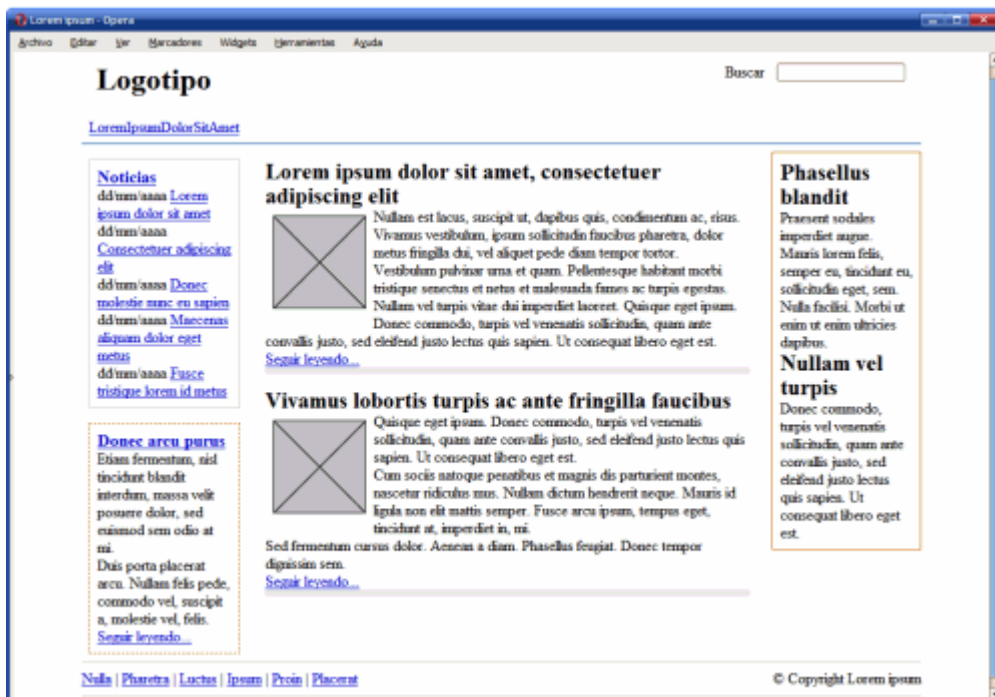 Lorem ipsum - Opera
Archivo Editar Ver Marcadores Widgets Herramientas Ayuda
Logotipo
Buscar
LoremIpsumDolorSitAmet
Noticias
dd/mm/aaaa Lorem
ipsum dolor sit amet
dd/mm/aaaa
Consectetuer adipiscing
elit
dd/mm/aaaa Donec
molestie nunc eu sapien
dd/mm/aaaa Maecenas
aliquam dolor eget
metus
dd/mm/aaaa Fusce
tristique lorem id metus
Donec arcu purus
Etiam fermentum, nisl
tincidunt blandit
interdum, massa velit
posuere dolor, sed
euismod sem odio at
mi.
Duis porta placerat
arcu. Nullam felis pede,
commodo vel, suscipit
a, molestie vel, felis.
Seguir leyendo...
Lorem ipsum dolor sit amet, consectetuer
adipiscing elit
Nullam est lacus, suscipit ut, dapibus quis, condimentum ac, risus.
Vivamus vestibulum, ipsum sollicitudin faucibus pharetra, dolor
metus fringilla dui, vel aliquet pede diam tempor tortor.
Vestibulum pulvinar urna et quam. Pellentesque habitant morbi
tristique senectus et netus et malesuada fames ac turpis egestas.
Nullam vel turpis vitae dui imperdiet laoreet. Quisque eget ipsum.
Donec commodo, turpis vel venenatis sollicitudin, quam ante
convallis justo, sed eleifend justo lectus quis sapien. Ut consequat libero eget est.
Seguir leyendo...
Vivamus lobortis turpis ac ante fringilla faucibus
Quisque eget ipsum. Donec commodo, turpis vel venenatis
sollicitudin, quam ante convallis justo, sed eleifend justo lectus quis
sapien. Ut consequat libero eget est.
Cum sociis natoque penatibus et magnis dis parturient montes,
nascetur ridiculus mus. Nullam dictum hendrerit neque. Mauris id
ligula non elit mattis semper. Fusce arcu ipsum, tempus eget,
tincidunt at, imperdiet in, mi.
Sed fermentum cursus dolor. Aenean a diam. Phasellus feugiat. Donec tempor
dignissim sem.
Seguir leyendo...
Phasellus
blandit
Praesent sodales
imperdiet augue.
Mauris lorem felis,
semper eu, tincidunt eu,
sollicitudin eget, sem.
Nulla facilisi. Morbi ut
enim ut enim ultricies
dapibus.
Nullam vel
turpis
Donec commodo,
turpis vel venenatis
sollicitudin, quam ante
convallis justo, sed
eleifend justo lectus
quis sapien. Ut
consequat libero eget
est.
Nulla | Pharetra | Luctus | Ipsum | Proin | Placerat
© Copyright Lorem ipsum